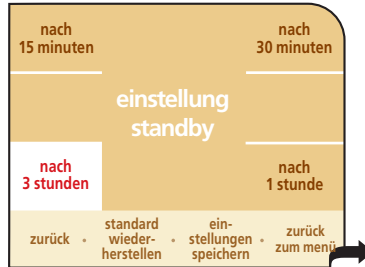 nach
15 minuten
nach
30 minuten
einstellung
standby
nach
3 stunden
nach
1 stunde
zurück
standard
wieder-
herstellen
ein-
stellungen
speichern
zurück
zum menü